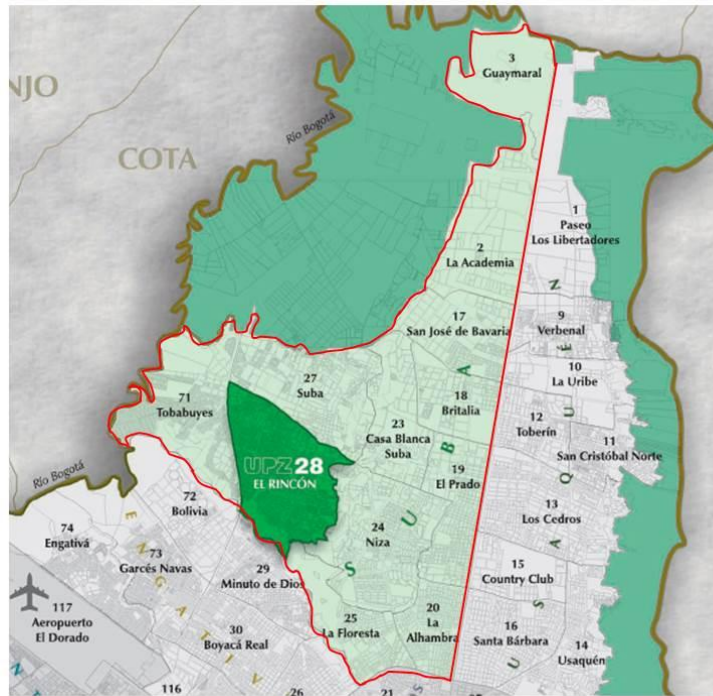 3
Guaymaral
NJO
Río Bogotá
COTA
1
Paseo
Los Libertadores
2
La Academia
17
San José de Bavaria
9
Verbenal
10
La Uribe
71
Tobabuyes
27
Suba
18
Britalia
23
Casa Blanca
Suba
12
Toberín
11
San Cristóbal Norte
UPZ28
EL RINCÓN
19
El Prado
Río Bogotá
72
Bolivia
13
Los Cedros
74
Engativá
24
Niza
73
Garcés Navas
29
Minuto de Dios
15
Country Club
117
Aeropuerto
El Dorado
25
La Floresta
20
La
Alhambra
30
Boyacá Real
16
Santa Bárbara
14
Usaquén
116
26
21
S U B A
U S A Q U É N
E N G A T I V